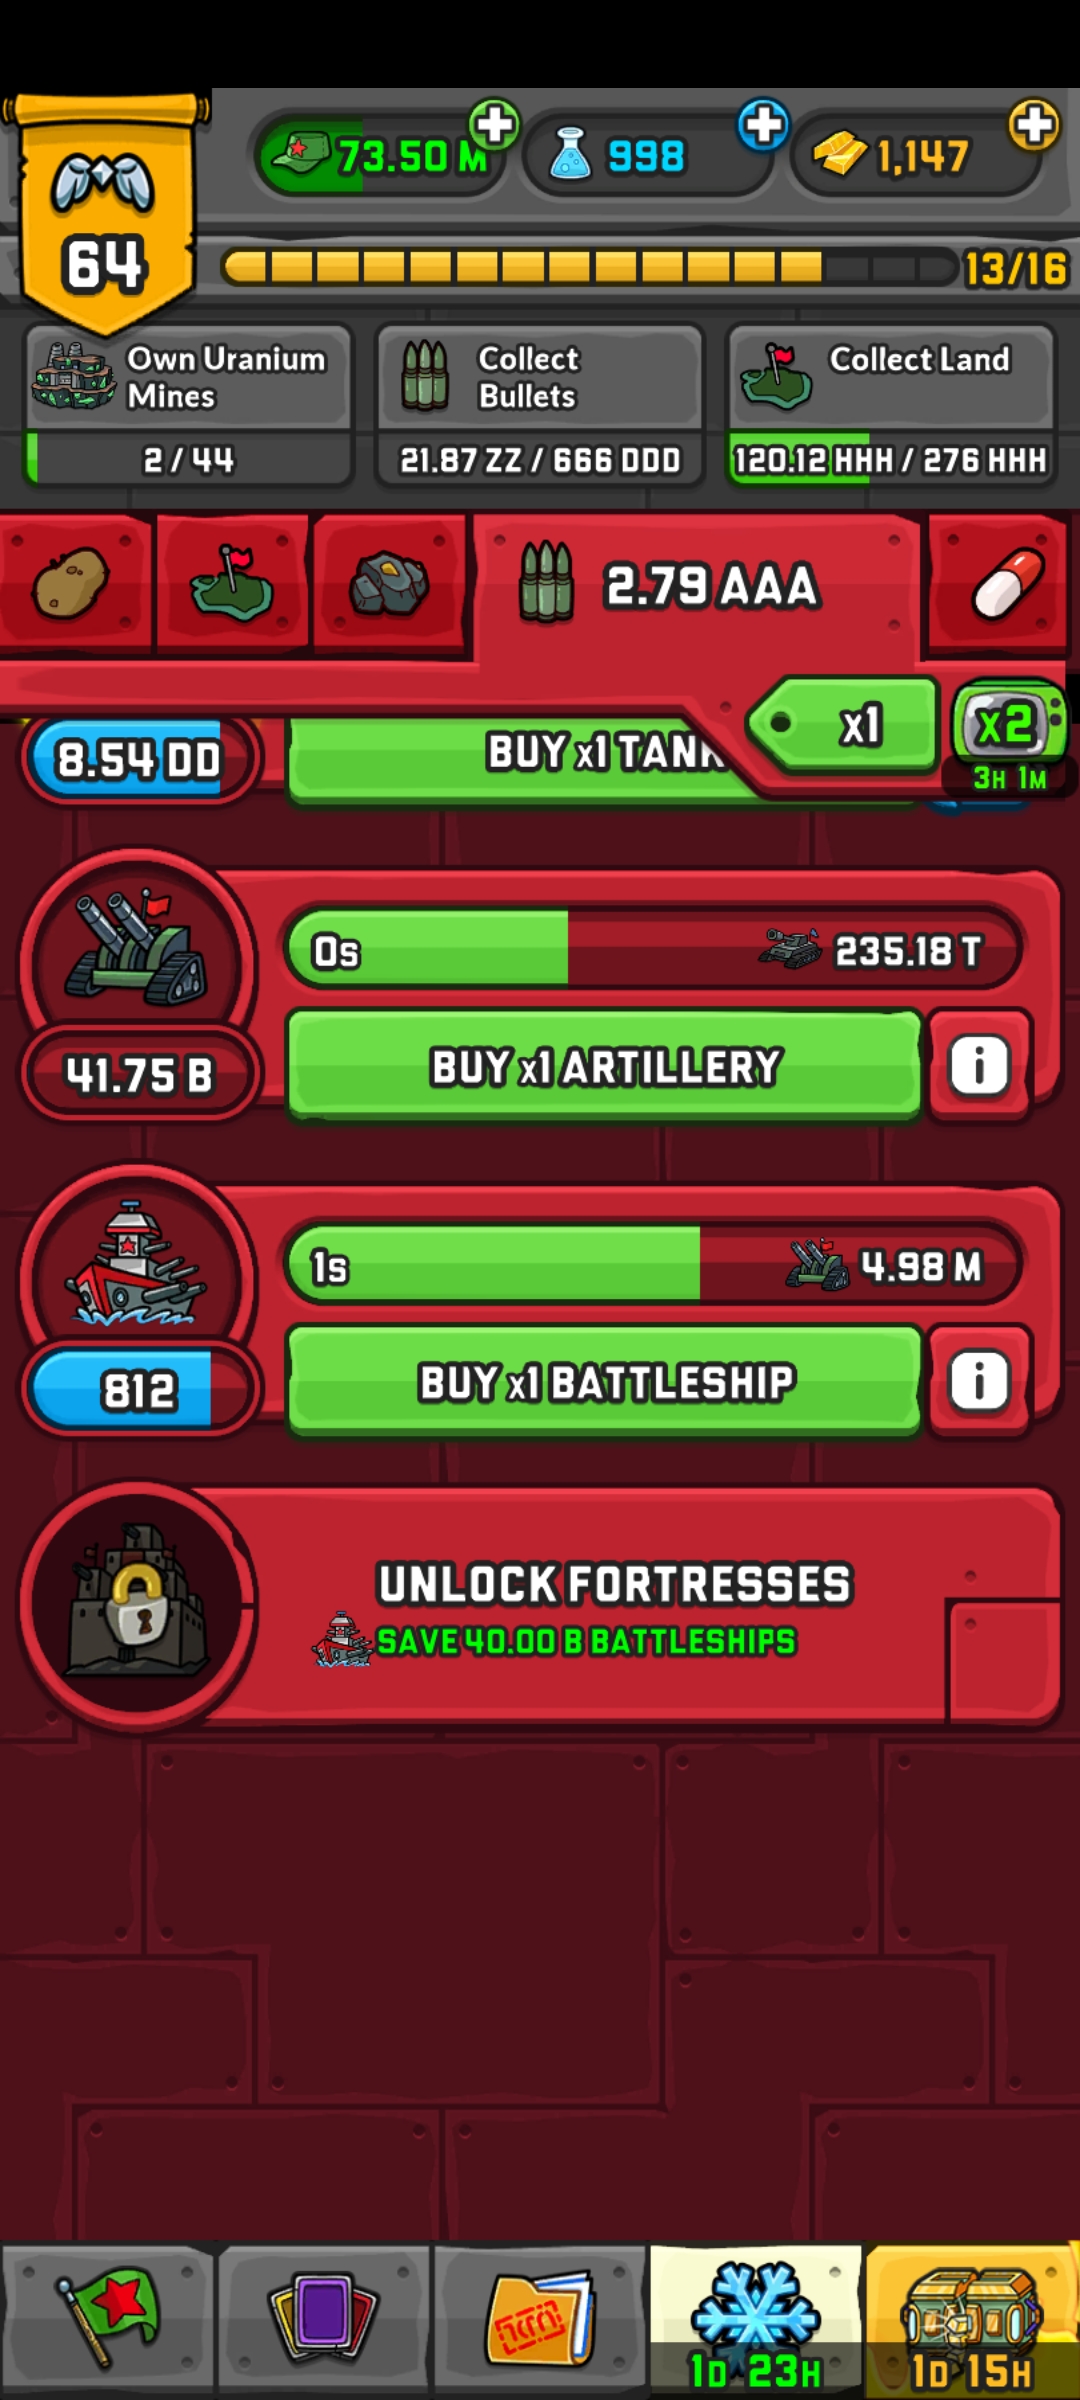 64
73.50 M
998
1,147
13/16
Own Uranium
Mines
2 / 44
Collect
Bullets
21.87 ZZ / 666 DDD
Collect Land
120.12 HHH / 276 HHH
2.79 AAA
x1
x2
3H 1M
8.54 DD
BUY x1 TANK
0s
235.18 T
41.75 B
BUY x1 ARTILLERY
i
1s
4.98 M
812
BUY x1 BATTLESHIP
i
UNLOCK FORTRESSES
SAVE 40.00 B BATTLESHIPS
1D 23H
1D 15H